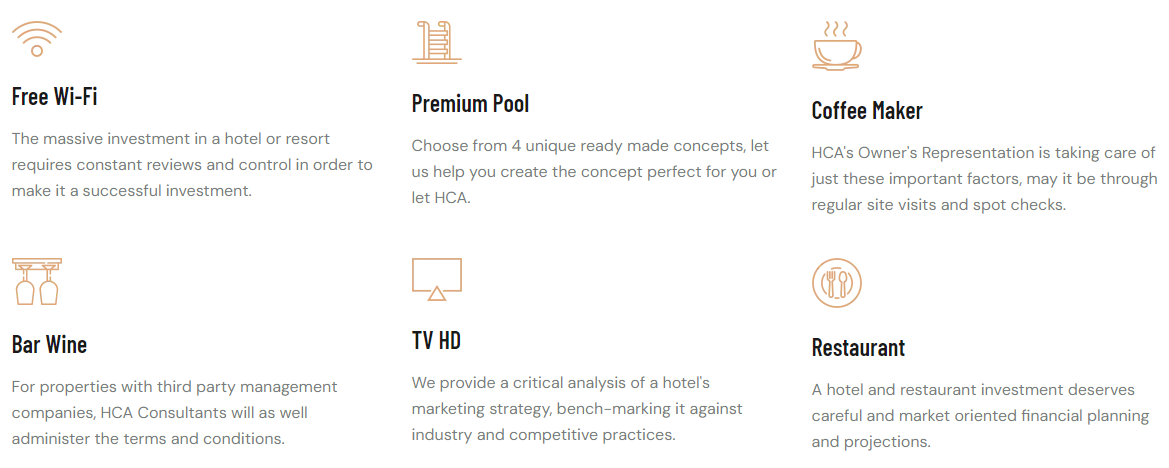 Free Wi-Fi
The massive investment in a hotel or resort
requires constant reviews and control in order to
make it a successful investment.
Premium Pool
Choose from 4 unique ready made concepts, let
us help you create the concept perfect for you or
let HCA.
Coffee Maker
HCA's Owner's Representation is taking care of
just these important factors, may it be through
regular site visits and spot checks.
Bar Wine
For properties with third party management
companies, HCA Consultants will as well
administer the terms and conditions.
TV HD
We provide a critical analysis of a hotel's
marketing strategy, bench-marking it against
industry and competitive practices.
Restaurant
A hotel and restaurant investment deserves
careful and market oriented financial planning
and projections.